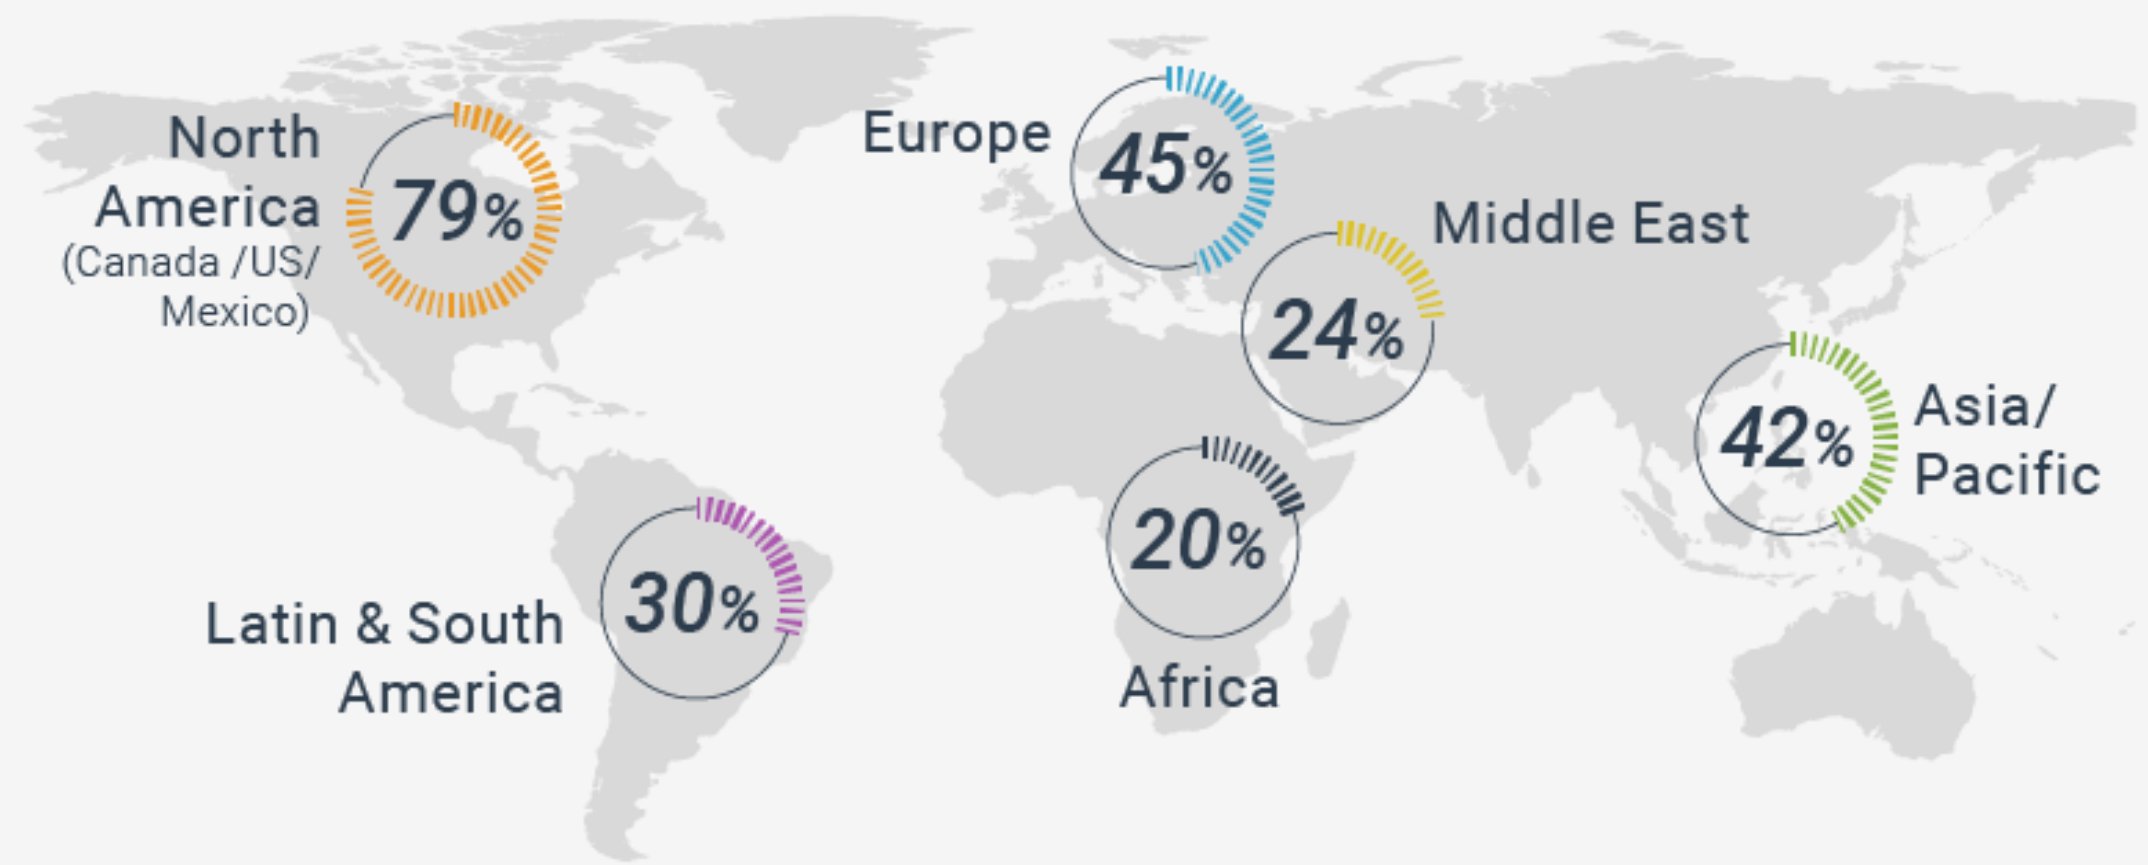 North
America
(Canada /US/
Mexico)
79%
Europe
45%
Middle East
24%
Asia/
Pacific
42%
20%
Africa
Latin & South
America
30%